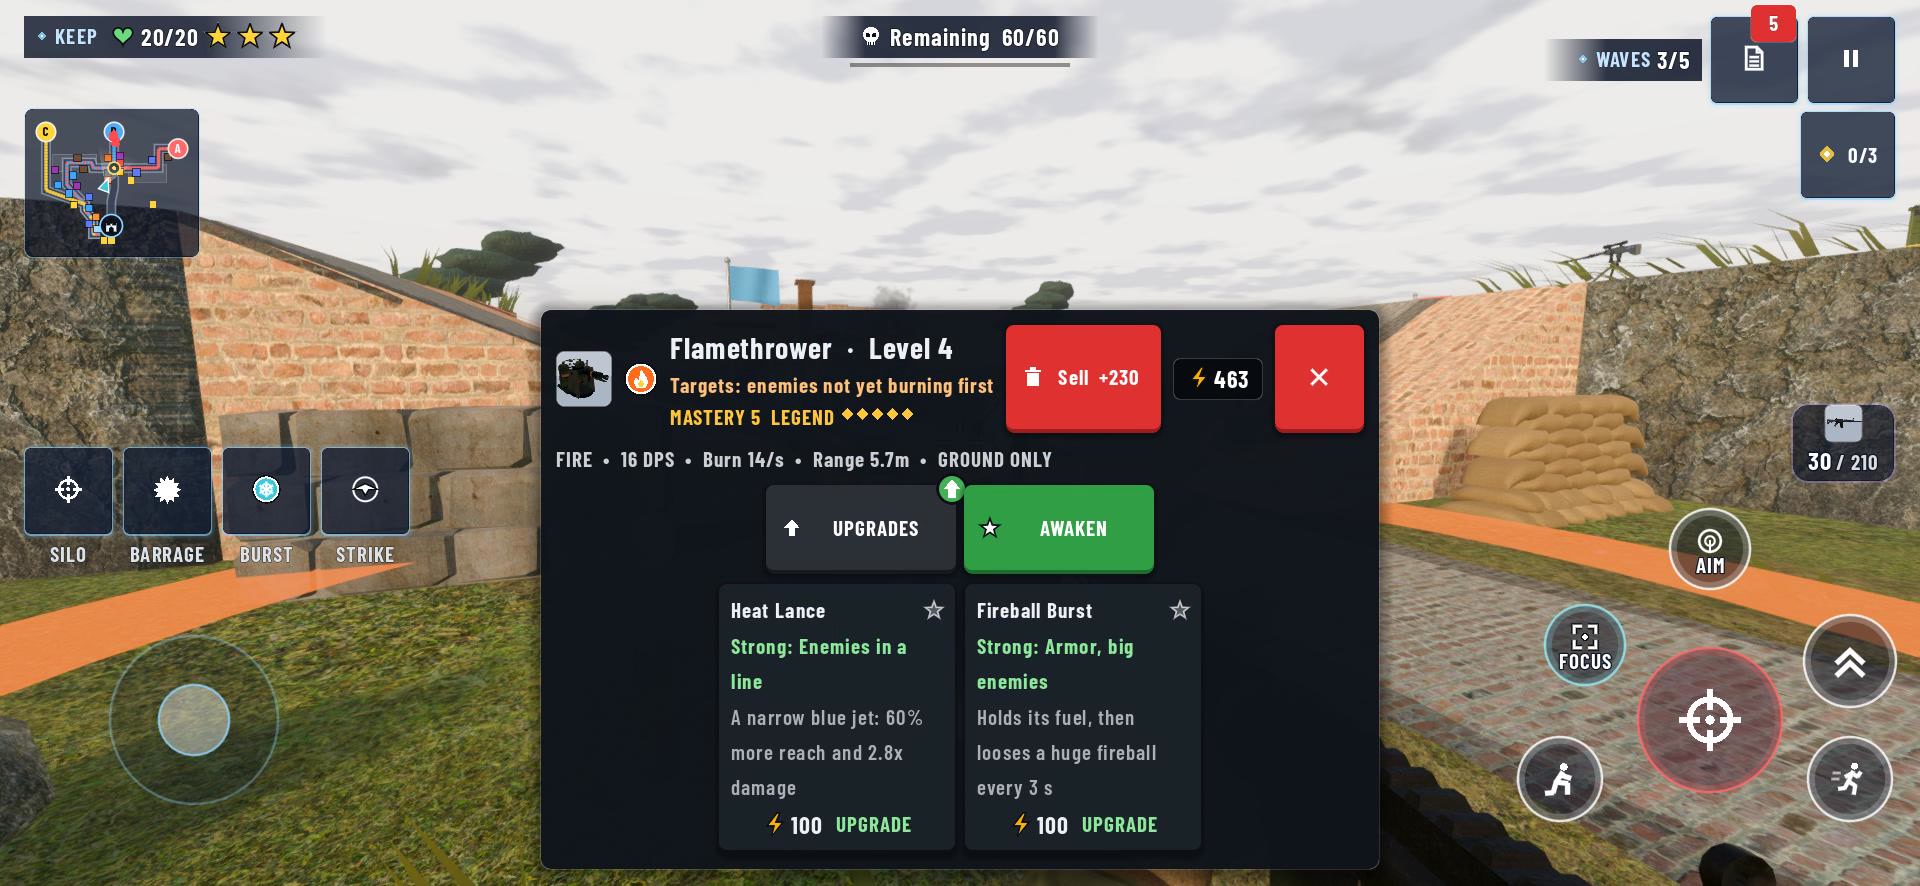 KEEP 20/20
Remaining 60/60
5
WAVES 3/5
0/3
C
A
Flamethrower · Level 4
Targets: enemies not yet burning first
MASTERY 5 LEGEND
Sell +230
463
FIRE • 16 DPS • Burn 14/s • Range 5.7m • GROUND ONLY
UPGRADES
AWAKEN
Heat Lance
Strong: Enemies in a
line
A narrow blue jet: 60%
more reach and 2.8x
damage
100 UPGRADE
Fireball Burst
Strong: Armor, big
enemies
Holds its fuel, then
looses a huge fireball
every 3 s
100 UPGRADE
SILO
BARRAGE
BURST
STRIKE
30 / 210
AIM
FOCUS